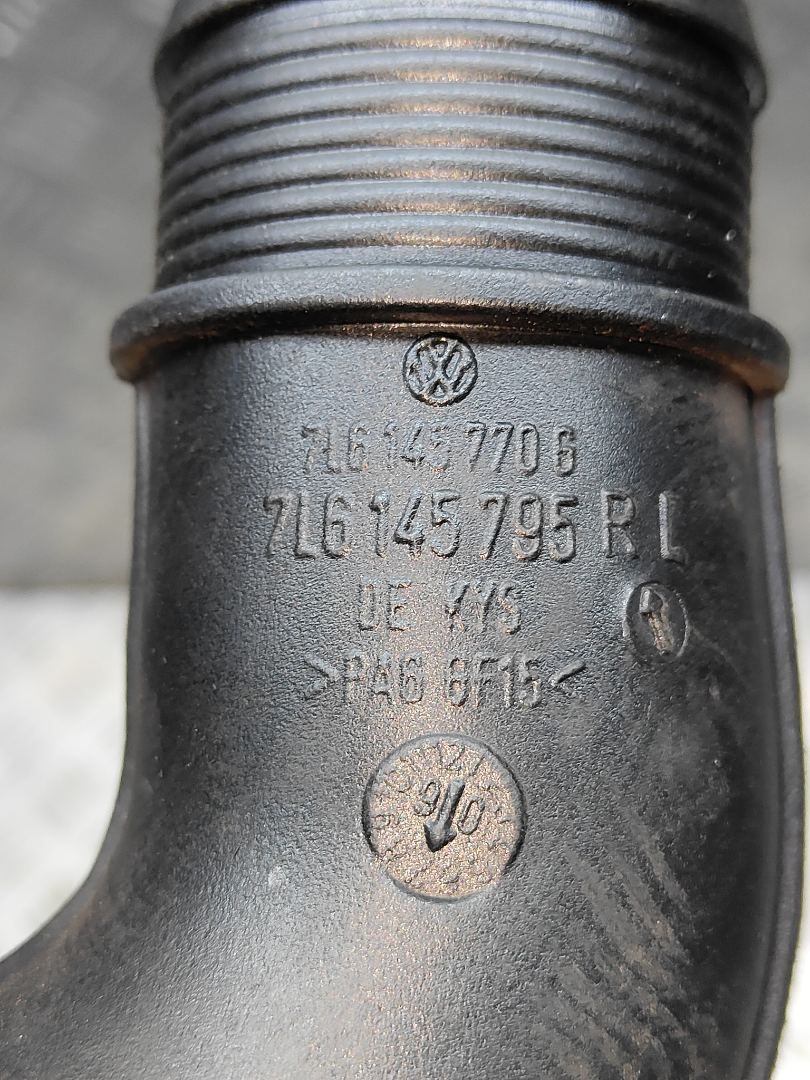 7L6 145 770 G
7L6 145 795 R L
DE KYS
>PA6 GF15<